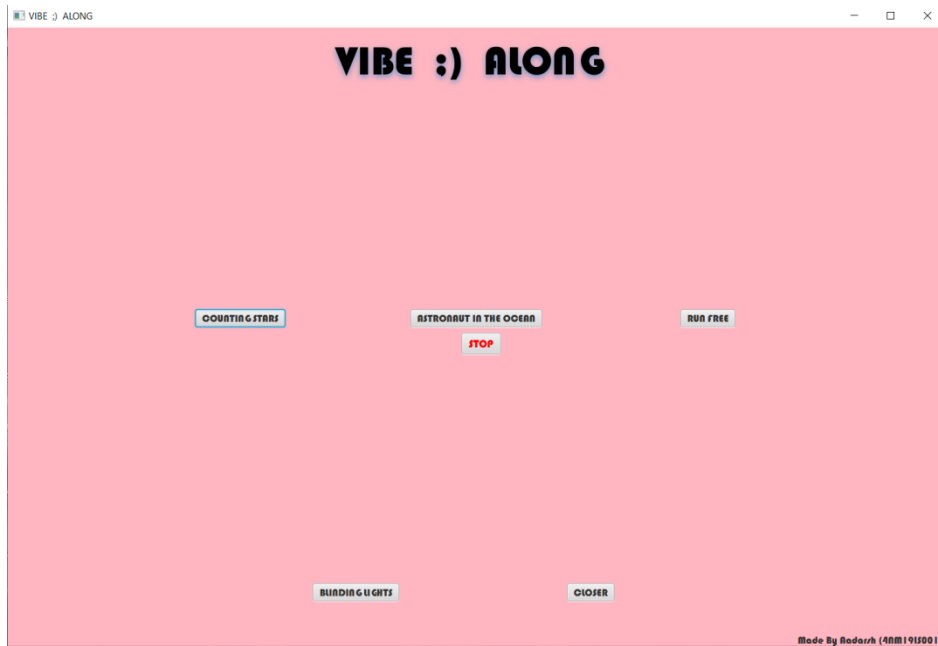 VIBE ;) ALONG
VIBE ;) ALONG
COUNTING STARS
ASTRONAUT IN THE OCEAN
RUN FREE
STOP
BLINDING LIGHTS
CLOSER
Made By Aadarsh (4NM19IS001